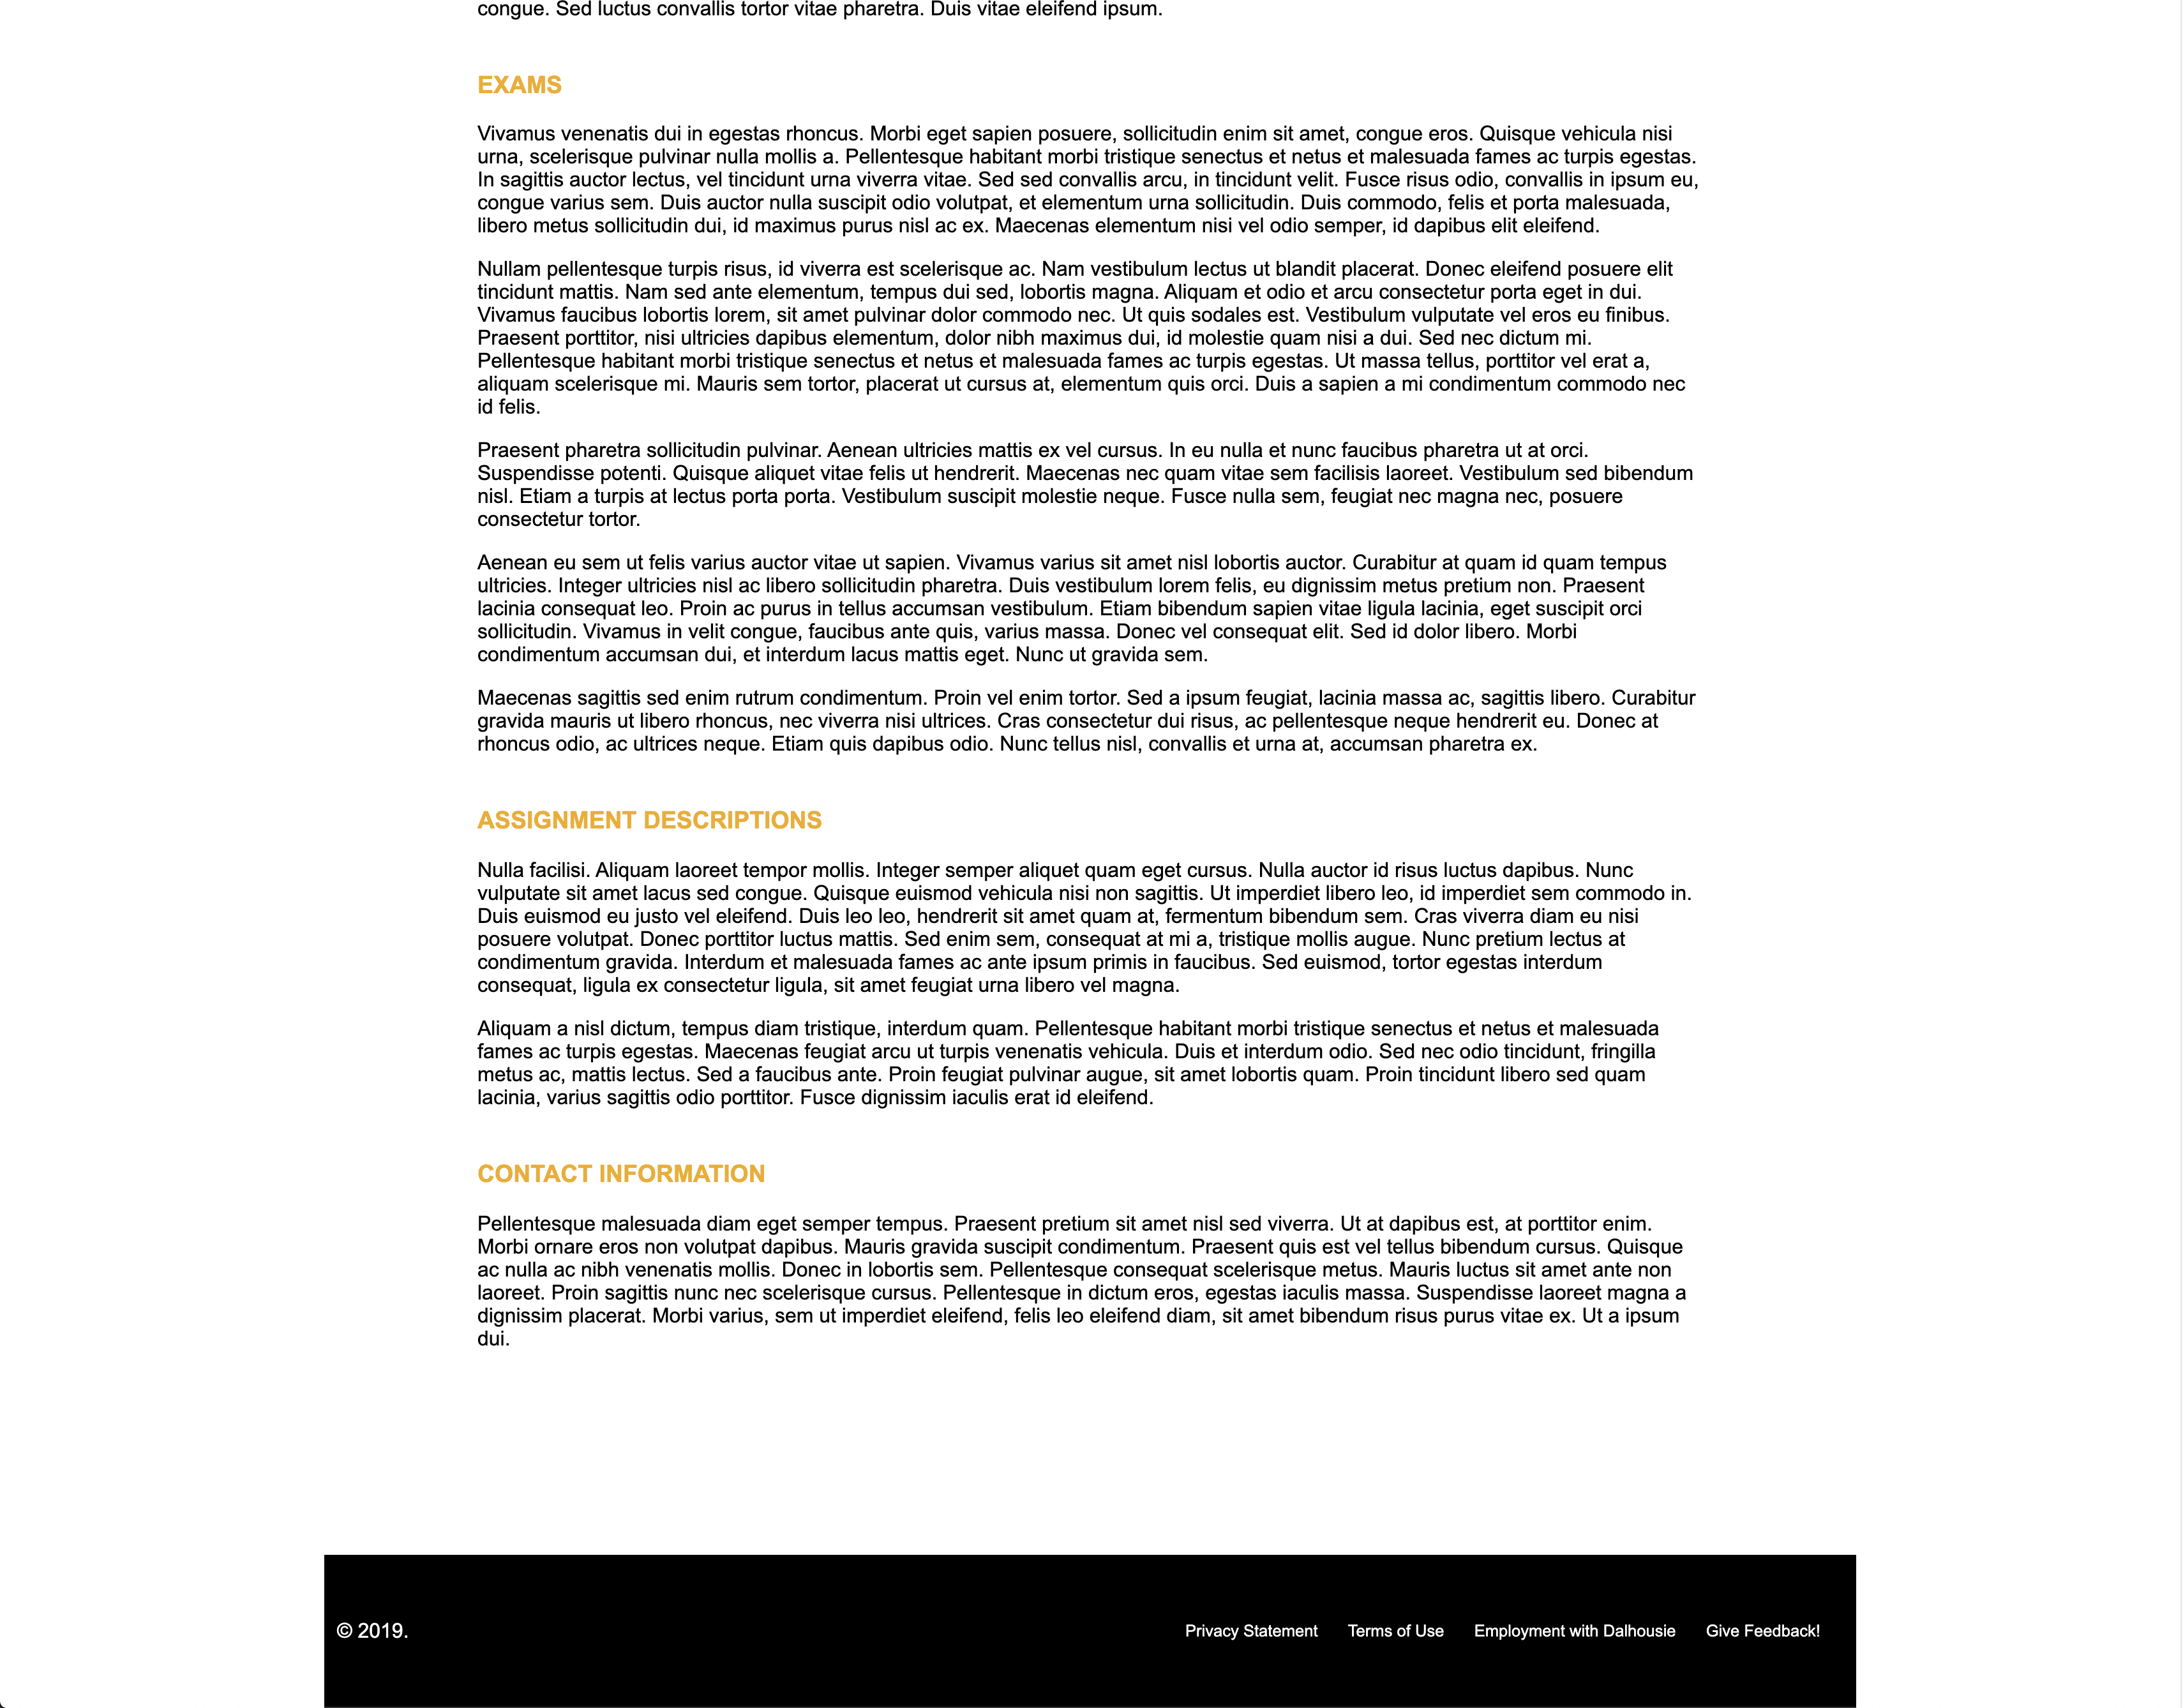 congue. Sed luctus convallis tortor vitae pharetra. Duis vitae eleifend ipsum.
EXAMS
Vivamus venenatis dui in egestas rhoncus. Morbi eget sapien posuere, sollicitudin enim sit amet, congue eros. Quisque vehicula nisi
urna, scelerisque pulvinar nulla mollis a. Pellentesque habitant morbi tristique senectus et netus et malesuada fames ac turpis egestas.
In sagittis auctor lectus, vel tincidunt urna viverra vitae. Sed sed convallis arcu, in tincidunt velit. Fusce risus odio, convallis in ipsum eu,
congue varius sem. Duis auctor nulla suscipit odio volutpat, et elementum urna sollicitudin. Duis commodo, felis et porta malesuada,
libero metus sollicitudin dui, id maximus purus nisl ac ex. Maecenas elementum nisi vel odio semper, id dapibus elit eleifend.
Nullam pellentesque turpis risus, id viverra est scelerisque ac. Nam vestibulum lectus ut blandit placerat. Donec eleifend posuere elit
tincidunt mattis. Nam sed ante elementum, tempus dui sed, lobortis magna. Aliquam et odio et arcu consectetur porta eget in dui.
Vivamus faucibus lobortis lorem, sit amet pulvinar dolor commodo nec. Ut quis sodales est. Vestibulum vulputate vel eros eu finibus.
Praesent porttitor, nisi ultricies dapibus elementum, dolor nibh maximus dui, id molestie quam nisi a dui. Sed nec dictum mi.
Pellentesque habitant morbi tristique senectus et netus et malesuada fames ac turpis egestas. Ut massa tellus, porttitor vel erat a,
aliquam scelerisque mi. Mauris sem tortor, placerat ut cursus at, elementum quis orci. Duis a sapien a mi condimentum commodo nec
id felis.
Praesent pharetra sollicitudin pulvinar. Aenean ultricies mattis ex vel cursus. In eu nulla et nunc faucibus pharetra ut at orci.
Suspendisse potenti. Quisque aliquet vitae felis ut hendrerit. Maecenas nec quam vitae sem facilisis laoreet. Vestibulum sed bibendum
nisl. Etiam a turpis at lectus porta porta. Vestibulum suscipit molestie neque. Fusce nulla sem, feugiat nec magna nec, posuere
consectetur tortor.
Aenean eu sem ut felis varius auctor vitae ut sapien. Vivamus varius sit amet nisl lobortis auctor. Curabitur at quam id quam tempus
ultricies. Integer ultricies nisl ac libero sollicitudin pharetra. Duis vestibulum lorem felis, eu dignissim metus pretium non. Praesent
lacinia consequat leo. Proin ac purus in tellus accumsan vestibulum. Etiam bibendum sapien vitae ligula lacinia, eget suscipit orci
sollicitudin. Vivamus in velit congue, faucibus ante quis, varius massa. Donec vel consequat elit. Sed id dolor libero. Morbi
condimentum accumsan dui, et interdum lacus mattis eget. Nunc ut gravida sem.
Maecenas sagittis sed enim rutrum condimentum. Proin vel enim tortor. Sed a ipsum feugiat, lacinia massa ac, sagittis libero. Curabitur
gravida mauris ut libero rhoncus, nec viverra nisi ultrices. Cras consectetur dui risus, ac pellentesque neque hendrerit eu. Donec at
rhoncus odio, ac ultrices neque. Etiam quis dapibus odio. Nunc tellus nisl, convallis et urna at, accumsan pharetra ex.
ASSIGNMENT DESCRIPTIONS
Nulla facilisi. Aliquam laoreet tempor mollis. Integer semper aliquet quam eget cursus. Nulla auctor id risus luctus dapibus. Nunc
vulputate sit amet lacus sed congue. Quisque euismod vehicula nisi non sagittis. Ut imperdiet libero leo, id imperdiet sem commodo in.
Duis euismod eu justo vel eleifend. Duis leo leo, hendrerit sit amet quam at, fermentum bibendum sem. Cras viverra diam eu nisi
posuere volutpat. Donec porttitor luctus mattis. Sed enim sem, consequat at mi a, tristique mollis augue. Nunc pretium lectus at
condimentum gravida. Interdum et malesuada fames ac ante ipsum primis in faucibus. Sed euismod, tortor egestas interdum
consequat, ligula ex consectetur ligula, sit amet feugiat urna libero vel magna.
Aliquam a nisl dictum, tempus diam tristique, interdum quam. Pellentesque habitant morbi tristique senectus et netus et malesuada
fames ac turpis egestas. Maecenas feugiat arcu ut turpis venenatis vehicula. Duis et interdum odio. Sed nec odio tincidunt, fringilla
metus ac, mattis lectus. Sed a faucibus ante. Proin feugiat pulvinar augue, sit amet lobortis quam. Proin tincidunt libero sed quam
lacinia, varius sagittis odio porttitor. Fusce dignissim iaculis erat id eleifend.
CONTACT INFORMATION
Pellentesque malesuada diam eget semper tempus. Praesent pretium sit amet nisl sed viverra. Ut at dapibus est, at porttitor enim.
Morbi ornare eros non volutpat dapibus. Mauris gravida suscipit condimentum. Praesent quis est vel tellus bibendum cursus. Quisque
ac nulla ac nibh venenatis mollis. Donec in lobortis sem. Pellentesque consequat scelerisque metus. Mauris luctus sit amet ante non
laoreet. Proin sagittis nunc nec scelerisque cursus. Pellentesque in dictum eros, egestas iaculis massa. Suspendisse laoreet magna a
dignissim placerat. Morbi varius, sem ut imperdiet eleifend, felis leo eleifend diam, sit amet bibendum risus purus vitae ex. Ut a ipsum
dui.
© 2019. Privacy Statement Terms of Use Employment with Dalhousie Give Feedback!